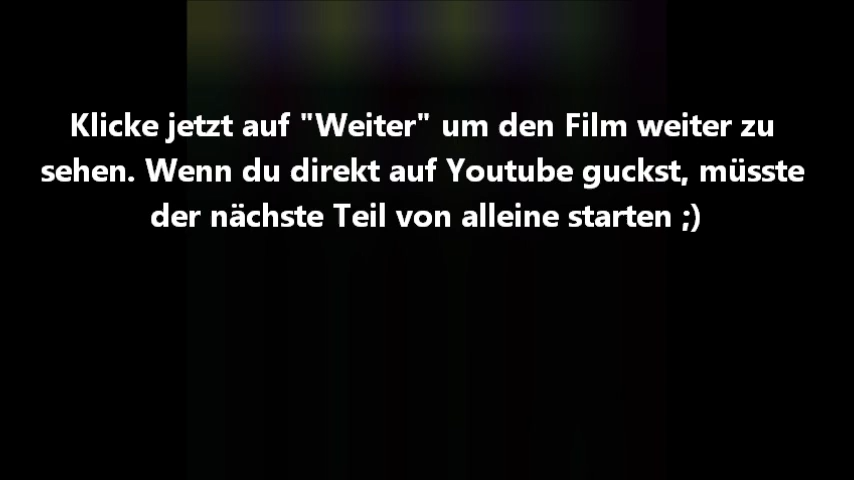 Klicke jetzt auf "Weiter" um den Film weiter zu
sehen. Wenn du direkt auf Youtube guckst, müsste
der nächste Teil von alleine starten ;)